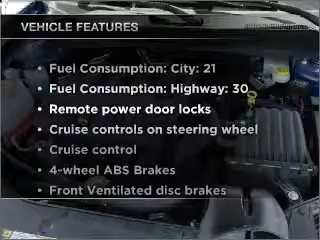 VEHICLE FEATURES
• Fuel Consumption: City: 21
• Fuel Consumption: Highway: 30
• Remote power door locks
• Cruise controls on steering wheel
• Cruise control
• 4-wheel ABS Brakes
• Front Ventilated disc brakes